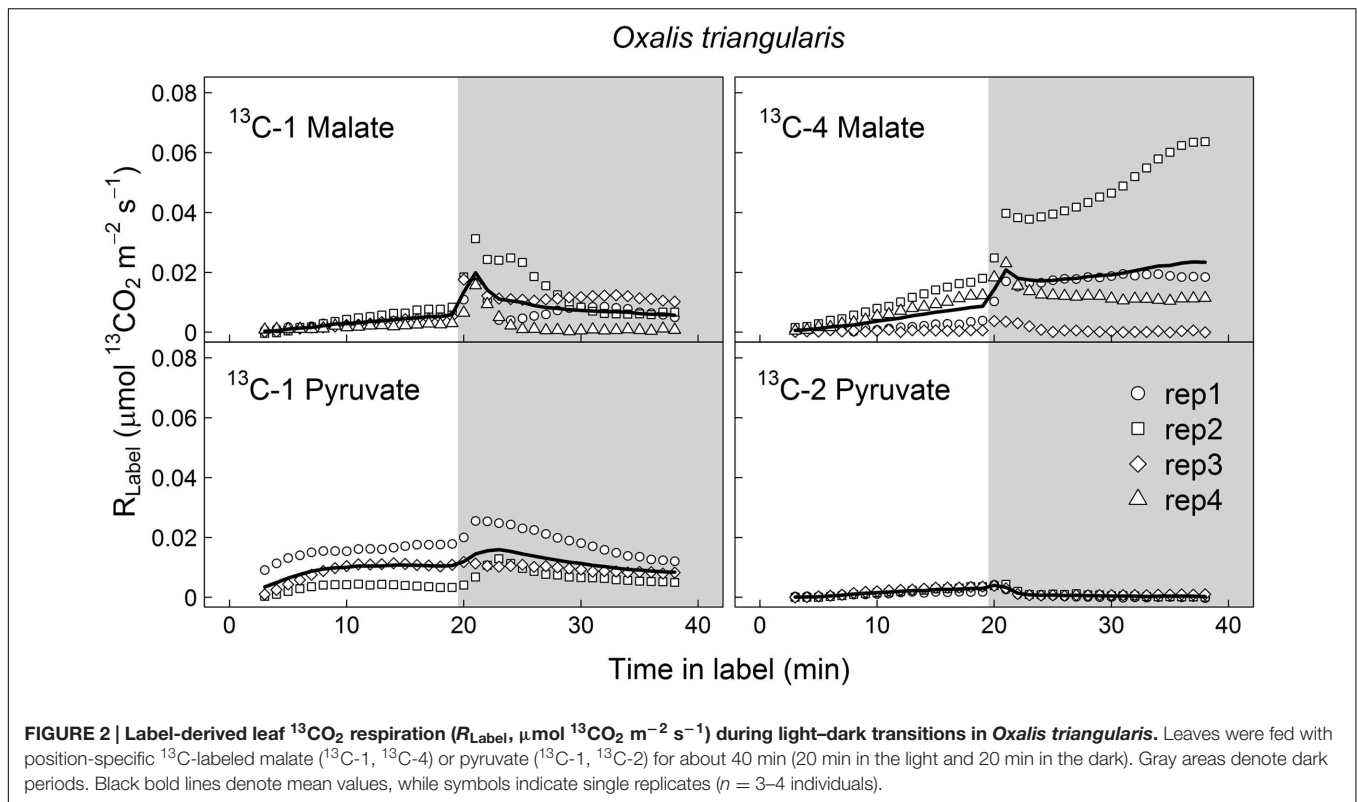 Oxalis triangularis
¹³C-1 Malate
¹³C-4 Malate
0.08
0.06
0.04
0.02
0
¹³C-1 Pyruvate
¹³C-2 Pyruvate
0.08
0.06
0.04
0.02
0
rep1
rep2
rep3
rep4
R_Label (μmol ¹³CO₂ m⁻² s⁻¹)
0 10 20 30 40
0 10 20 30 40
Time in label (min)
FIGURE 2 | Label-derived leaf ¹³CO₂ respiration (R_Label, μmol ¹³CO₂ m⁻² s⁻¹) during light–dark transitions in Oxalis triangularis. Leaves were fed with
position-specific ¹³C-labeled malate (¹³C-1, ¹³C-4) or pyruvate (¹³C-1, ¹³C-2) for about 40 min (20 min in the light and 20 min in the dark). Gray areas denote dark
periods. Black bold lines denote mean values, while symbols indicate single replicates (n = 3–4 individuals).